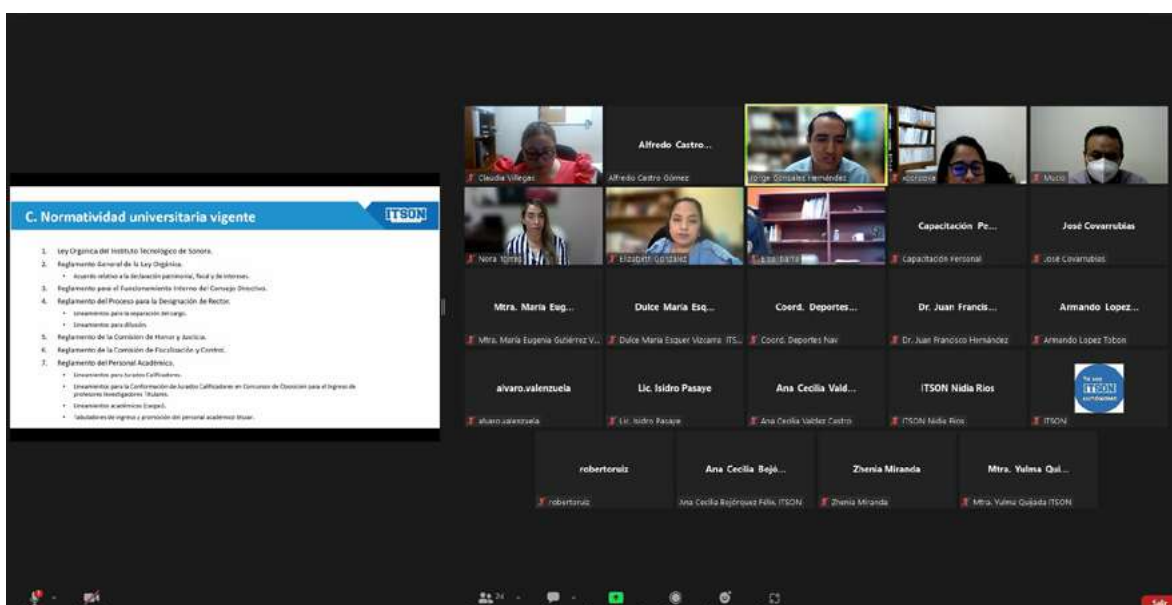 C. Normatividad universitaria vigente
ITSON
1. Ley Orgánica del Instituto Tecnológico de Sonora.
2. Reglamento General de la Ley Orgánica.
• Acuerdo relativo a la declaración patrimonial, fiscal y de intereses.
3. Reglamento para el Funcionamiento Interno del Consejo Directivo.
4. Reglamento del Proceso para la Designación de Rector.
• Lineamientos para la separación del cargo.
• Lineamientos para difusión.
5. Reglamento de la Comisión de Honor y Justicia.
6. Reglamento de la Comisión de Fiscalización y Control.
7. Reglamento del Personal Académico.
• Lineamientos para Jurados Calificadores.
• Lineamientos para la Conformación de Jurados Calificadores en Concursos de Oposición para el Ingreso de
profesores Investigadores Titulares.
• Lineamientos académicos
• Tabuladores de ingreso y promoción del personal académico titular.
Claudia Villegas
Alfredo Castro...
Alfredo Castro Gómez
Jorge Gonzales Hernández
Mucio
Nora Torres
Elizabeth González
Elsa Ibarra
Capacitación Pe...
Capacitación Personal
José Covarrubias
José Covarrubias
Mtra. María Eug...
Mtra. María Eugenia Gutiérrez V...
Dulce María Esq...
Dulce María Esquer Vizcarra ITS...
Coord. Deportes...
Coord. Deportes Nav
Dr. Juan Francis...
Dr. Juan Francisco Hernández
Armando Lopez...
Armando Lopez Tobon
alvaro.valenzuela
alvaro.valenzuela
Lic. Isidro Pasaye
Lic. Isidro Pasaye
Ana Cecilia Vald...
Ana Cecilia Valdez Castro
ITSON Nidia Rios
ITSON Nidia Rios
Yo soy
ITSON
ITSON
robertoruiz
robertoruiz
Ana Cecilia Bejó...
Ana Cecilia Bejórquez Félix. ITSON
Zhenia Miranda
Zhenia Miranda
Mtra. Yulma Qui...
Mtra. Yulma Quijada ITSON
24
Salir